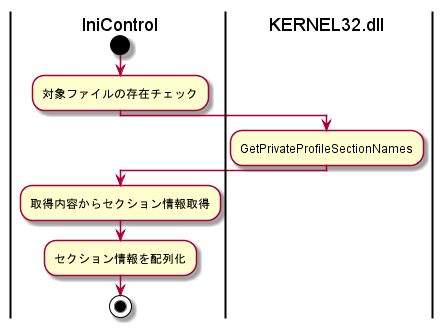 IniControl
KERNEL32.dll
対象ファイルの存在チェック
GetPrivateProfileSectionNames
取得内容からセクション情報取得
セクション情報を配列化